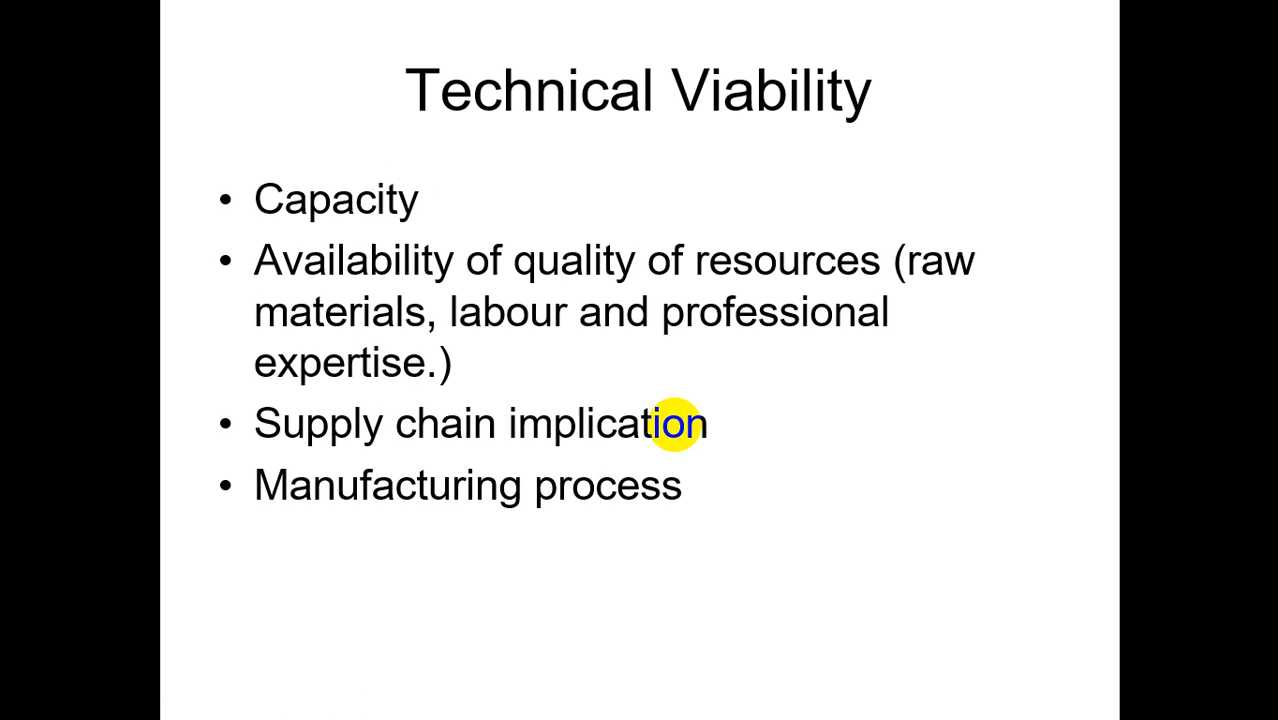 Technical Viability
• Capacity
• Availability of quality of resources (raw
materials, labour and professional
expertise.)
• Supply chain implication
• Manufacturing process